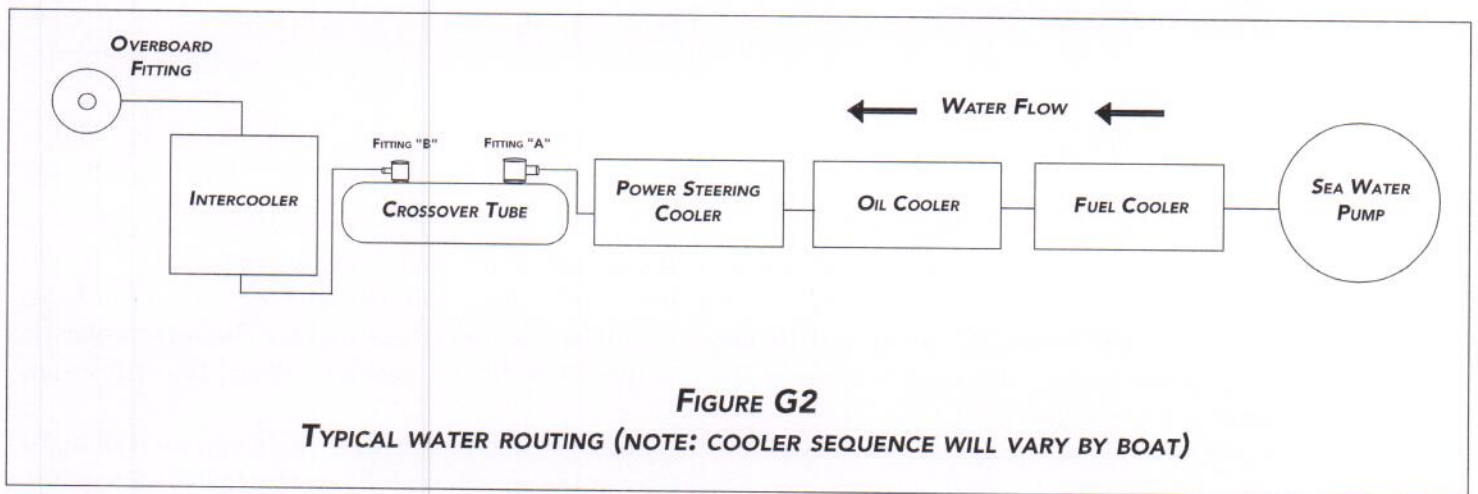 OVERBOARD
FITTING
WATER FLOW
FITTING "B"
FITTING "A"
INTERCOOLER
CROSSOVER TUBE
POWER STEERING
COOLER
OIL COOLER
FUEL COOLER
SEA WATER
PUMP
FIGURE G2
TYPICAL WATER ROUTING (NOTE: COOLER SEQUENCE WILL VARY BY BOAT)